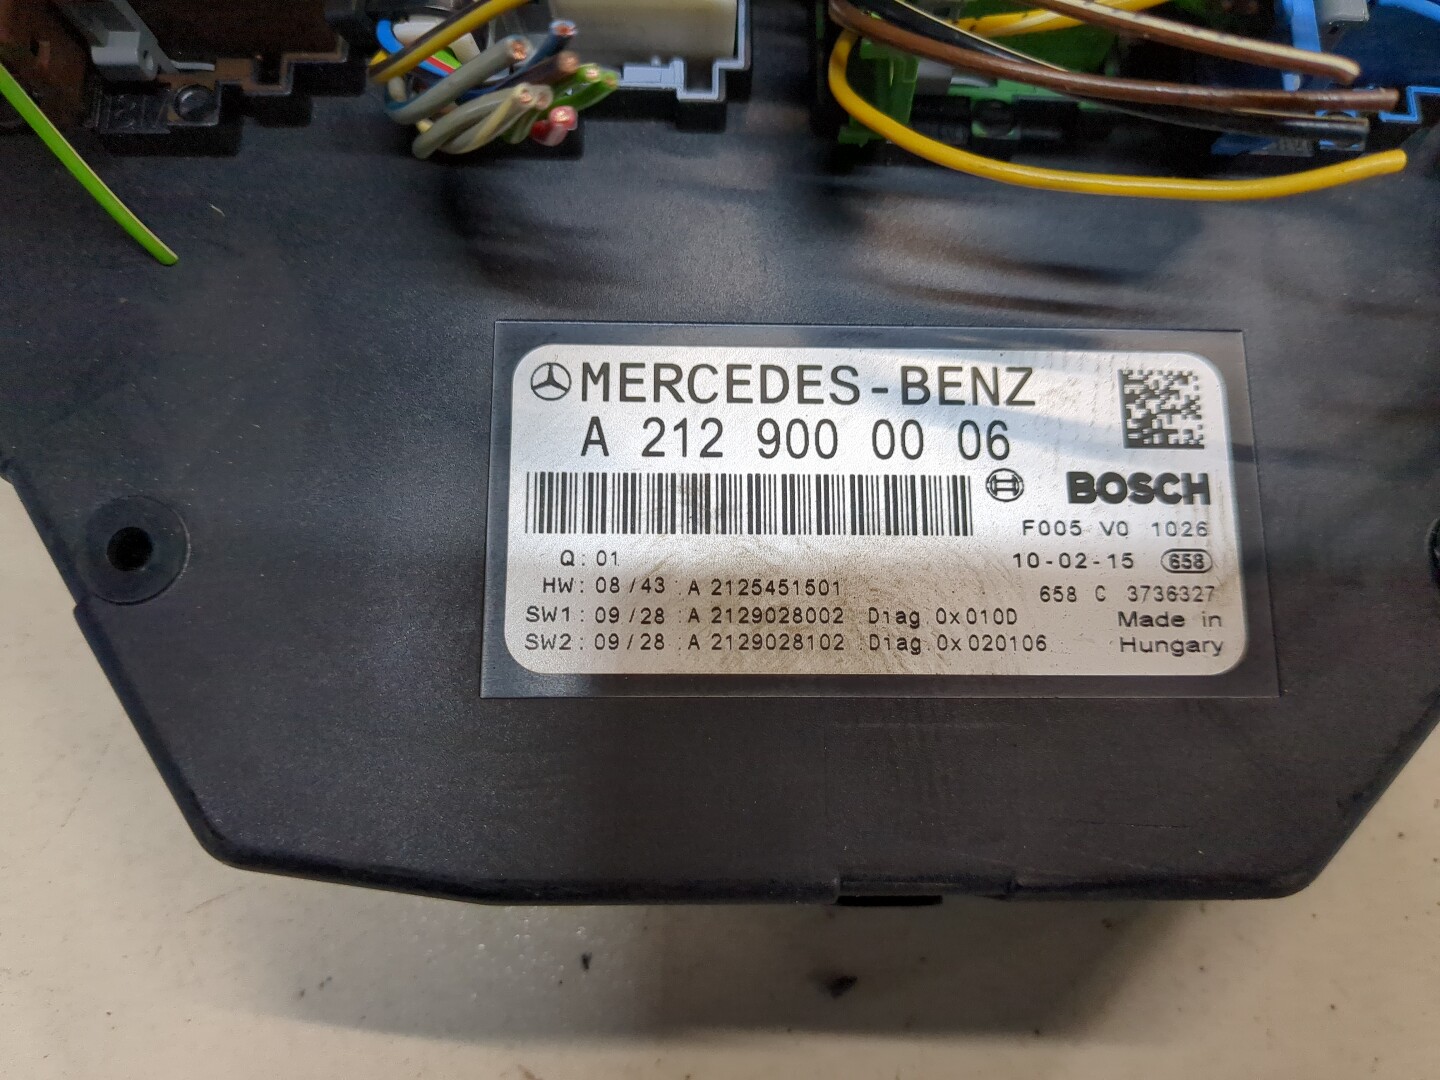 MERCEDES-BENZ
A 212 900 00 06
BOSCH
F005 V0 1026
Q: 01
10-02-15 658
HW: 08/43 A 2125451501
658 C 3736327
SW1: 09/28 A 2129028002 Diag.0x010D
Made in
SW2: 09/28 A 2129028102 Diag.0x020106
Hungary